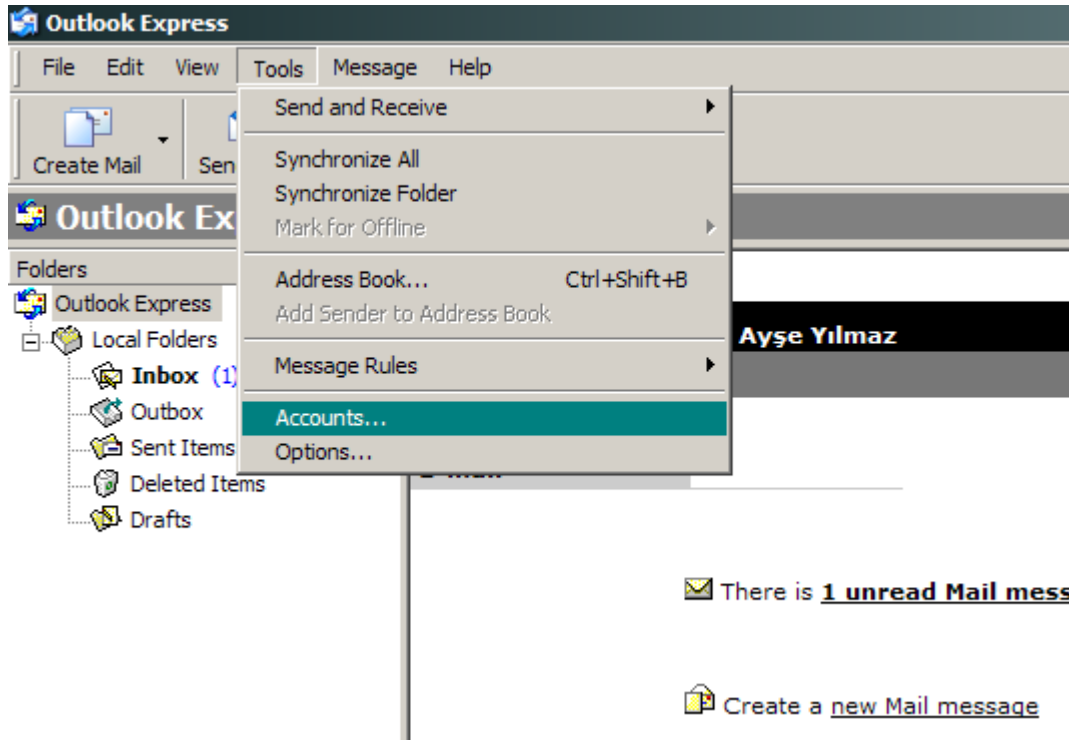 Outlook Express
File Edit View Tools Message Help
Create Mail
Send and Receive
Synchronize All
Synchronize Folder
Mark for Offline
Address Book... Ctrl+Shift+B
Add Sender to Address Book
Message Rules
Accounts...
Options...
Folders
Outlook Express
Local Folders
Inbox (1)
Outbox
Sent Items
Deleted Items
Drafts
Ayşe Yılmaz
There is 1 unread Mail
Create a new Mail message